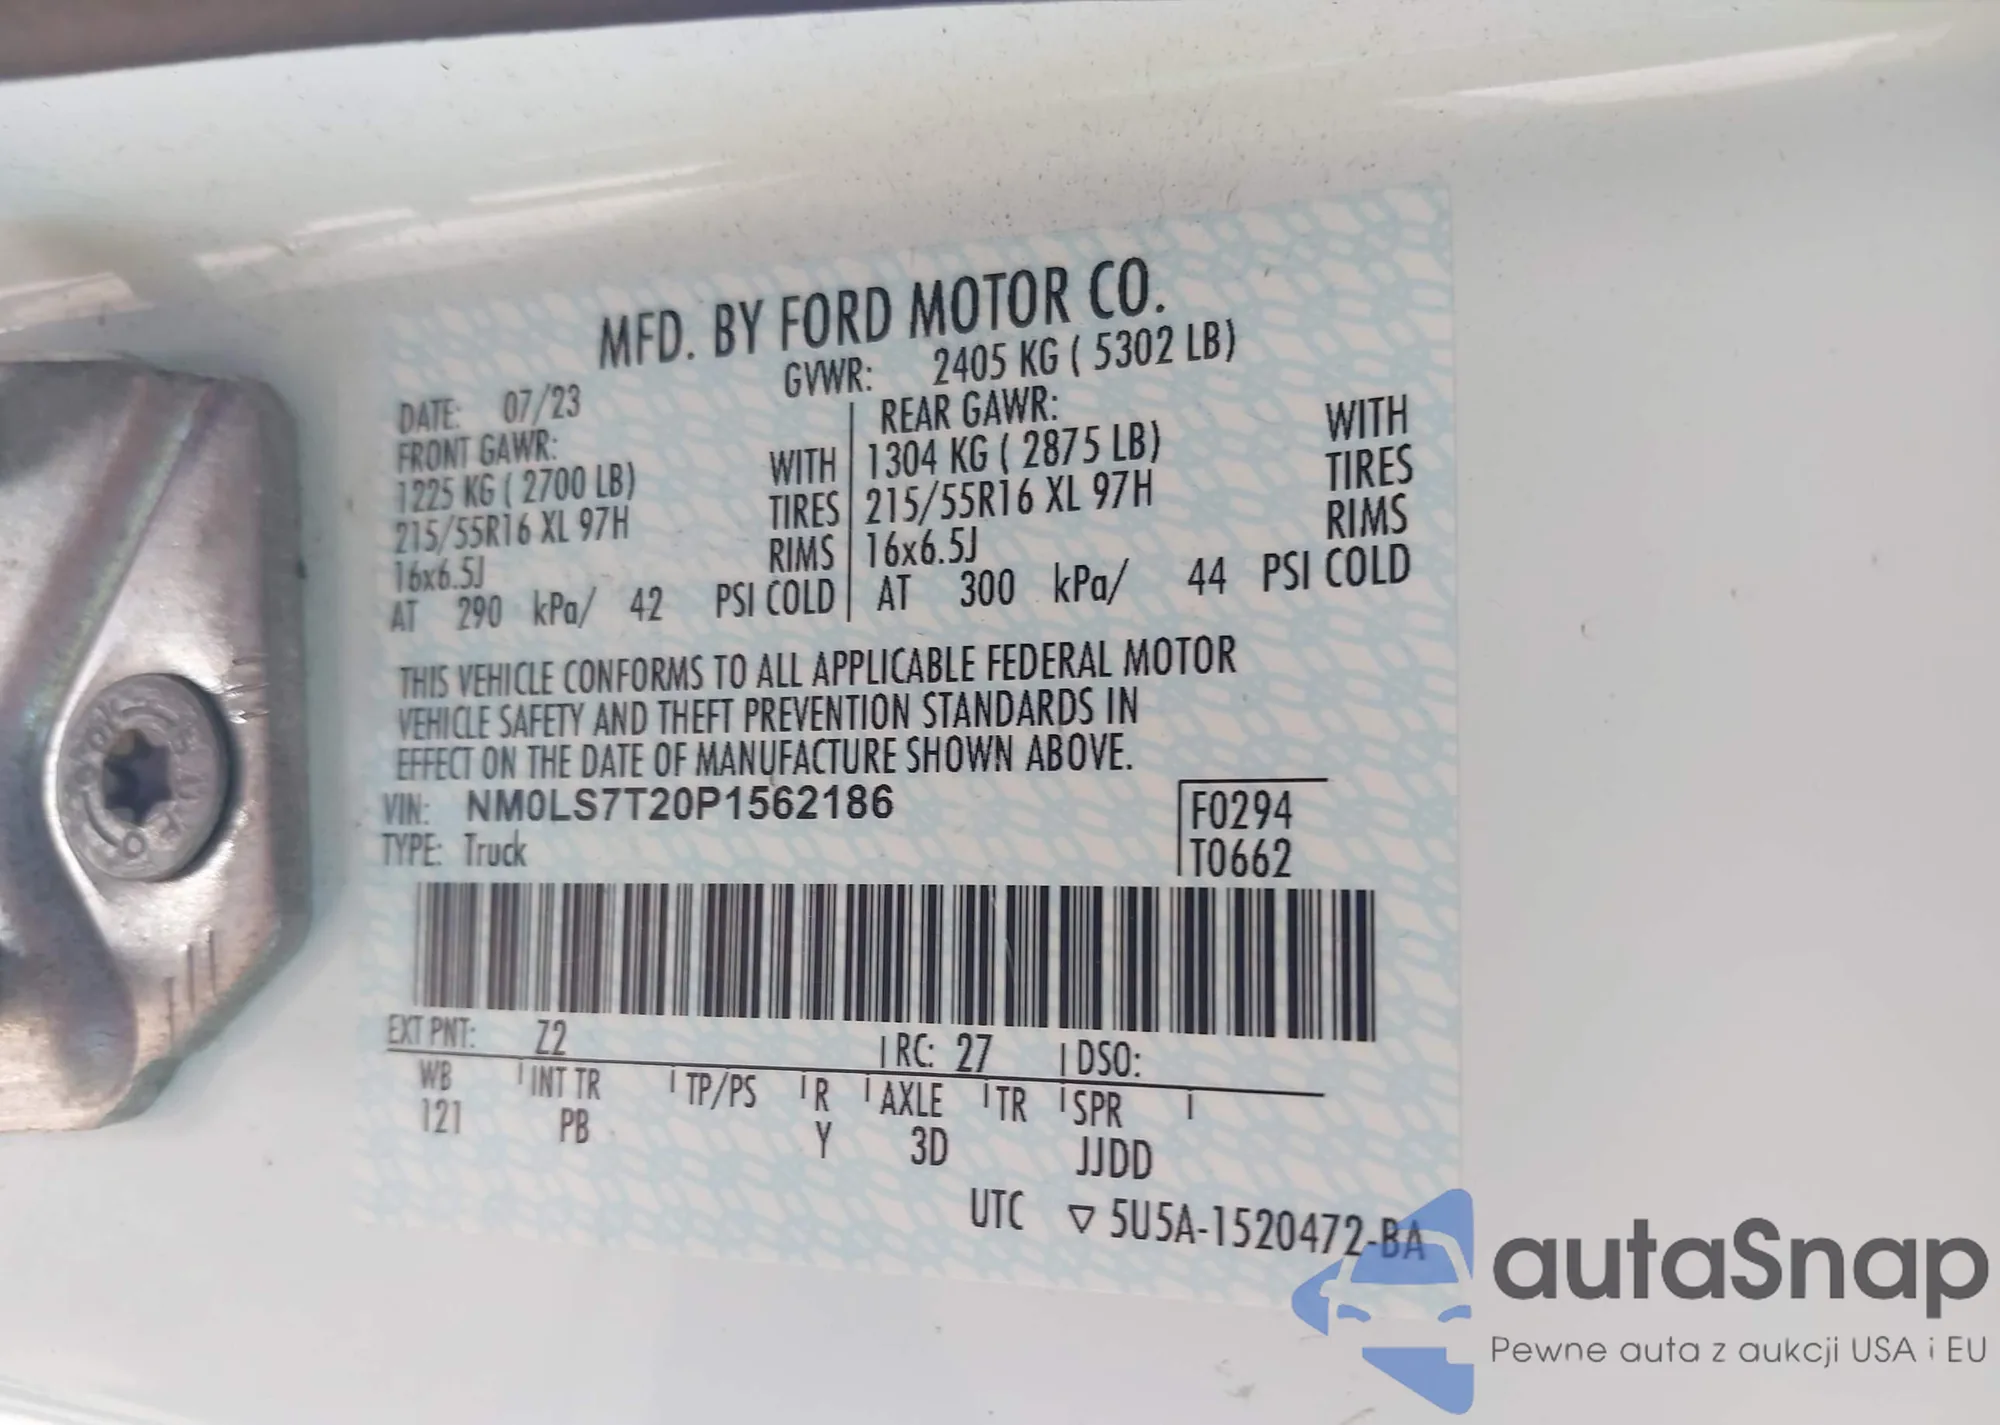 MFD. BY FORD MOTOR CO.
DATE: 07/23 GVWR: 2405 KG ( 5302 LB)
FRONT GAWR: REAR GAWR:
1225 KG ( 2700 LB) WITH 1304 KG ( 2875 LB) WITH
215/55R16 XL 97H TIRES 215/55R16 XL 97H TIRES
16x6.5J RIMS 16x6.5J RIMS
AT 290 kPa/ 42 PSI COLD AT 300 kPa/ 44 PSI COLD
THIS VEHICLE CONFORMS TO ALL APPLICABLE FEDERAL MOTOR
VEHICLE SAFETY AND THEFT PREVENTION STANDARDS IN
EFFECT ON THE DATE OF MANUFACTURE SHOWN ABOVE.
VIN: NM0LS7T20P1562186 F0294
TYPE: Truck T0662
EXT PNT: Z2 RC: 27 DSO:
WB INT TR TP/PS R AXLE TR SPR
121 PB Y 3D JJDD
UTC ▽ 5U5A-1520472-BA
autaSnap
Pewne auta z aukcji USA i EU